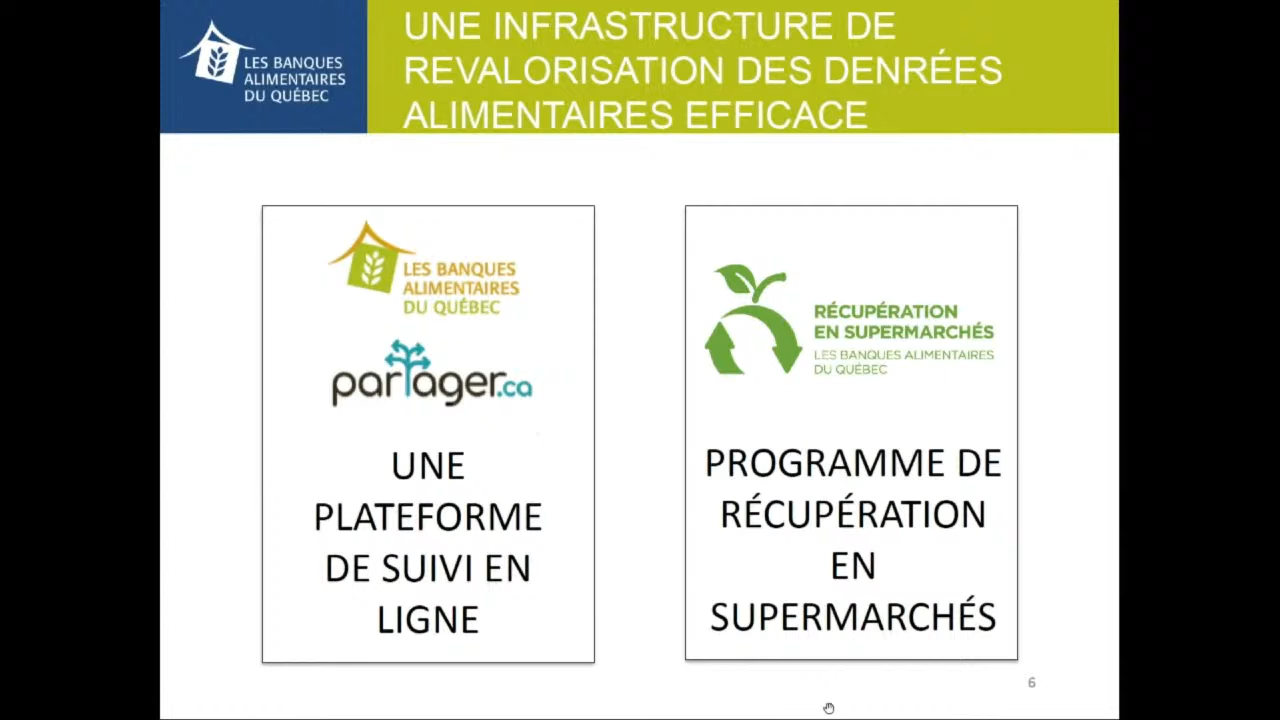 LES BANQUES
ALIMENTAIRES
DU QUÉBEC
UNE INFRASTRUCTURE DE
REVALORISATION DES DENRÉES
ALIMENTAIRES EFFICACE
LES BANQUES
ALIMENTAIRES
DU QUÉBEC
partager.ca
UNE
PLATEFORME
DE SUIVI EN
LIGNE
RÉCUPÉRATION
EN SUPERMARCHÉS
LES BANQUES ALIMENTAIRES
DU QUÉBEC
PROGRAMME DE
RÉCUPÉRATION
EN
SUPERMARCHÉS
6